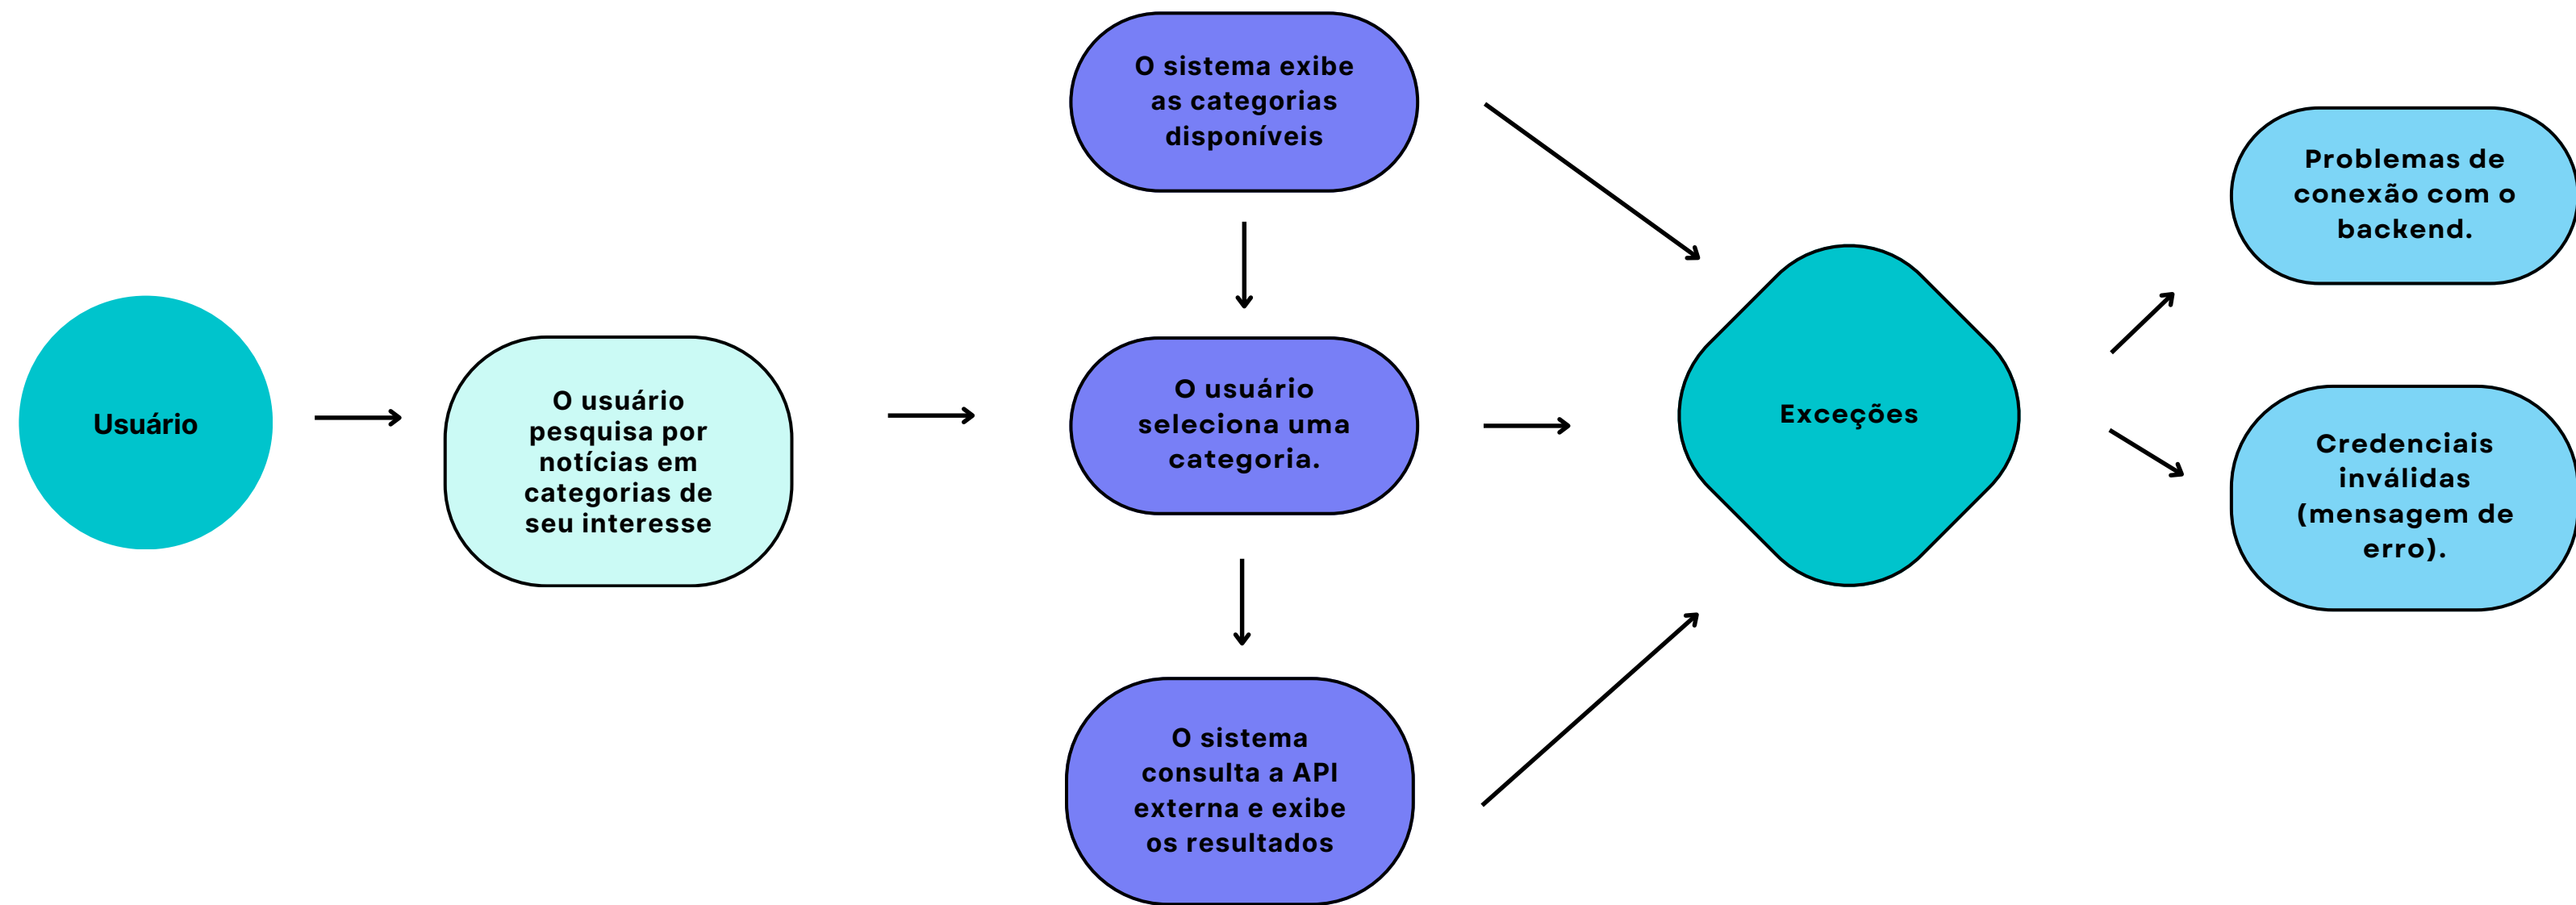 Usuário
O usuário
pesquisa por
notícias em
categorias de
seu interesse
O sistema exibe
as categorias
disponíveis
O usuário
seleciona uma
categoria.
O sistema
consulta a API
externa e exibe
os resultados
Exceções
Problemas de
conexão com o
backend.
Credenciais
inválidas
(mensagem de
erro).